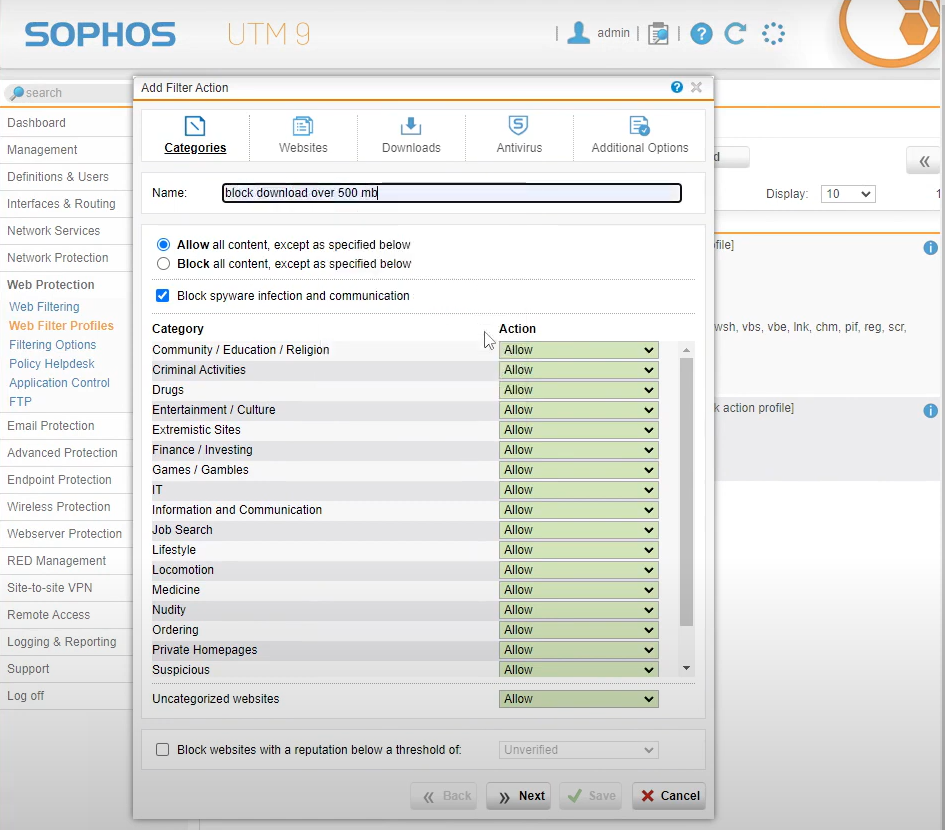 SOPHOS UTM 9
admin
search
Dashboard
Management
Definitions & Users
Interfaces & Routing
Network Services
Network Protection
Web Protection
Web Filtering
Web Filter Profiles
Filtering Options
Policy Helpdesk
Application Control
FTP
Email Protection
Advanced Protection
Endpoint Protection
Wireless Protection
Webserver Protection
RED Management
Site-to-site VPN
Remote Access
Logging & Reporting
Support
Log off
Add Filter Action
Categories Websites Downloads Antivirus Additional Options
Name: block download over 500 mb
Allow all content, except as specified below
Block all content, except as specified below
Block spyware infection and communication
Category Action
Community / Education / Religion Allow
Criminal Activities Allow
Drugs Allow
Entertainment / Culture Allow
Extremistic Sites Allow
Finance / Investing Allow
Games / Gambles Allow
IT Allow
Information and Communication Allow
Job Search Allow
Lifestyle Allow
Locomotion Allow
Medicine Allow
Nudity Allow
Ordering Allow
Private Homepages Allow
Suspicious Allow
Uncategorized websites Allow
Block websites with a reputation below a threshold of: Unverified
Back Next Save Cancel
d
«
Display: 10 1
file]
wsh, vbs, vbe, lnk, chm, pif, reg, scr,
k action profile]